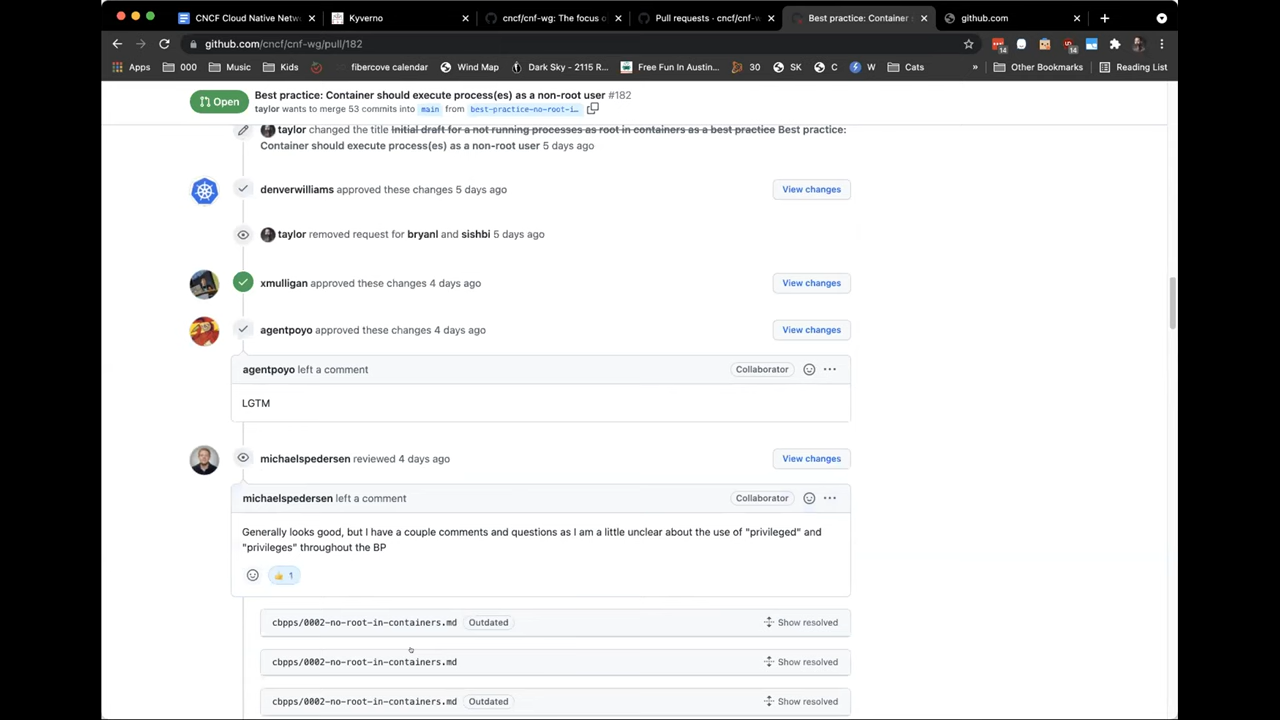 CNCF Cloud Native Netw
Kyverno
cncf/cnf-wg: The focus o
Pull requests · cncf/cnf-w
Best practice: Container s
github.com
github.com/cncf/cnf-wg/pull/182
14
14
Apps
000
Music
Kids
fibercove calendar
Wind Map
Dark Sky - 2115 R...
Free Fun In Austin...
30
SK
C
W
Cats
»
Other Bookmarks
Reading List
Open
Best practice: Container should execute process(es) as a non-root user #182
taylor wants to merge 53 commits into main from best-practice-no-root-i...
taylor changed the title Initial draft for a not running processes as root in containers as a best practice Best practice:
Container should execute process(es) as a non-root user 5 days ago
denverwilliams approved these changes 5 days ago
View changes
taylor removed request for bryanl and sishbi 5 days ago
xmulligan approved these changes 4 days ago
View changes
agentpoyo approved these changes 4 days ago
View changes
agentpoyo left a comment
Collaborator
LGTM
michaelspedersen reviewed 4 days ago
View changes
michaelspedersen left a comment
Collaborator
Generally looks good, but I have a couple comments and questions as I am a little unclear about the use of "privileged" and
"privileges" throughout the BP
👍 1
cbpps/0002-no-root-in-containers.md Outdated
Show resolved
cbpps/0002-no-root-in-containers.md
Show resolved
cbpps/0002-no-root-in-containers.md Outdated
Show resolved